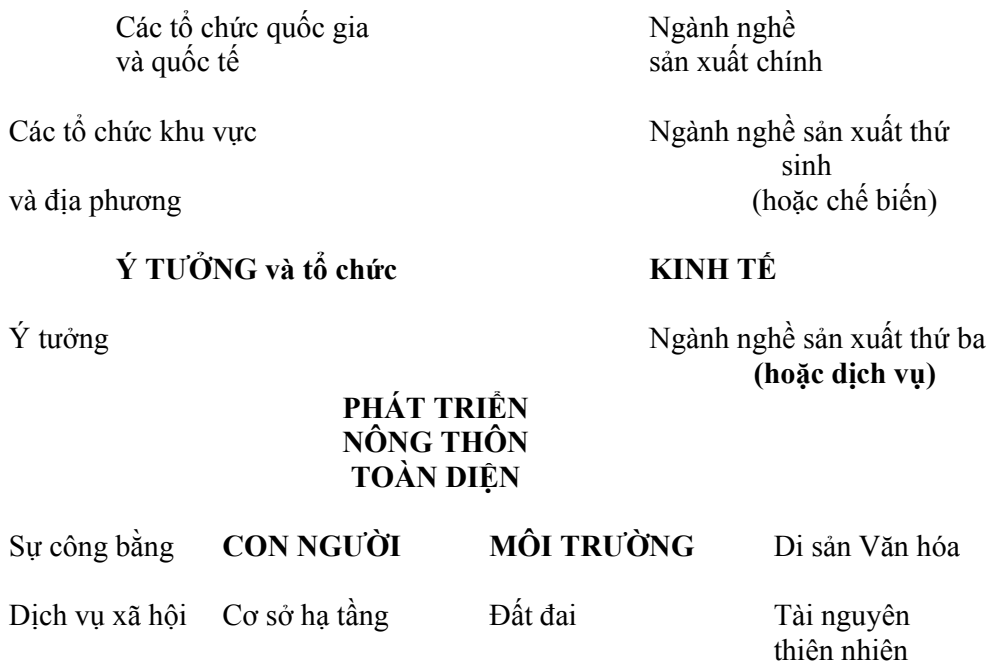 Các tổ chức quốc gia Ngành nghề
và quốc tế sản xuất chính
Các tổ chức khu vực Ngành nghề sản xuất thứ
sinh
và địa phương (hoặc chế biến)
Ý TƯỞNG và tổ chức KINH TẾ
Ý tưởng Ngành nghề sản xuất thứ ba
(hoặc dịch vụ)
PHÁT TRIỂN
NÔNG THÔN
TOÀN DIỆN
Sự công bằng CON NGƯỜI MÔI TRƯỜNG Di sản Văn hóa
Dịch vụ xã hội Cơ sở hạ tầng Đất đai Tài nguyên
thiên nhiên